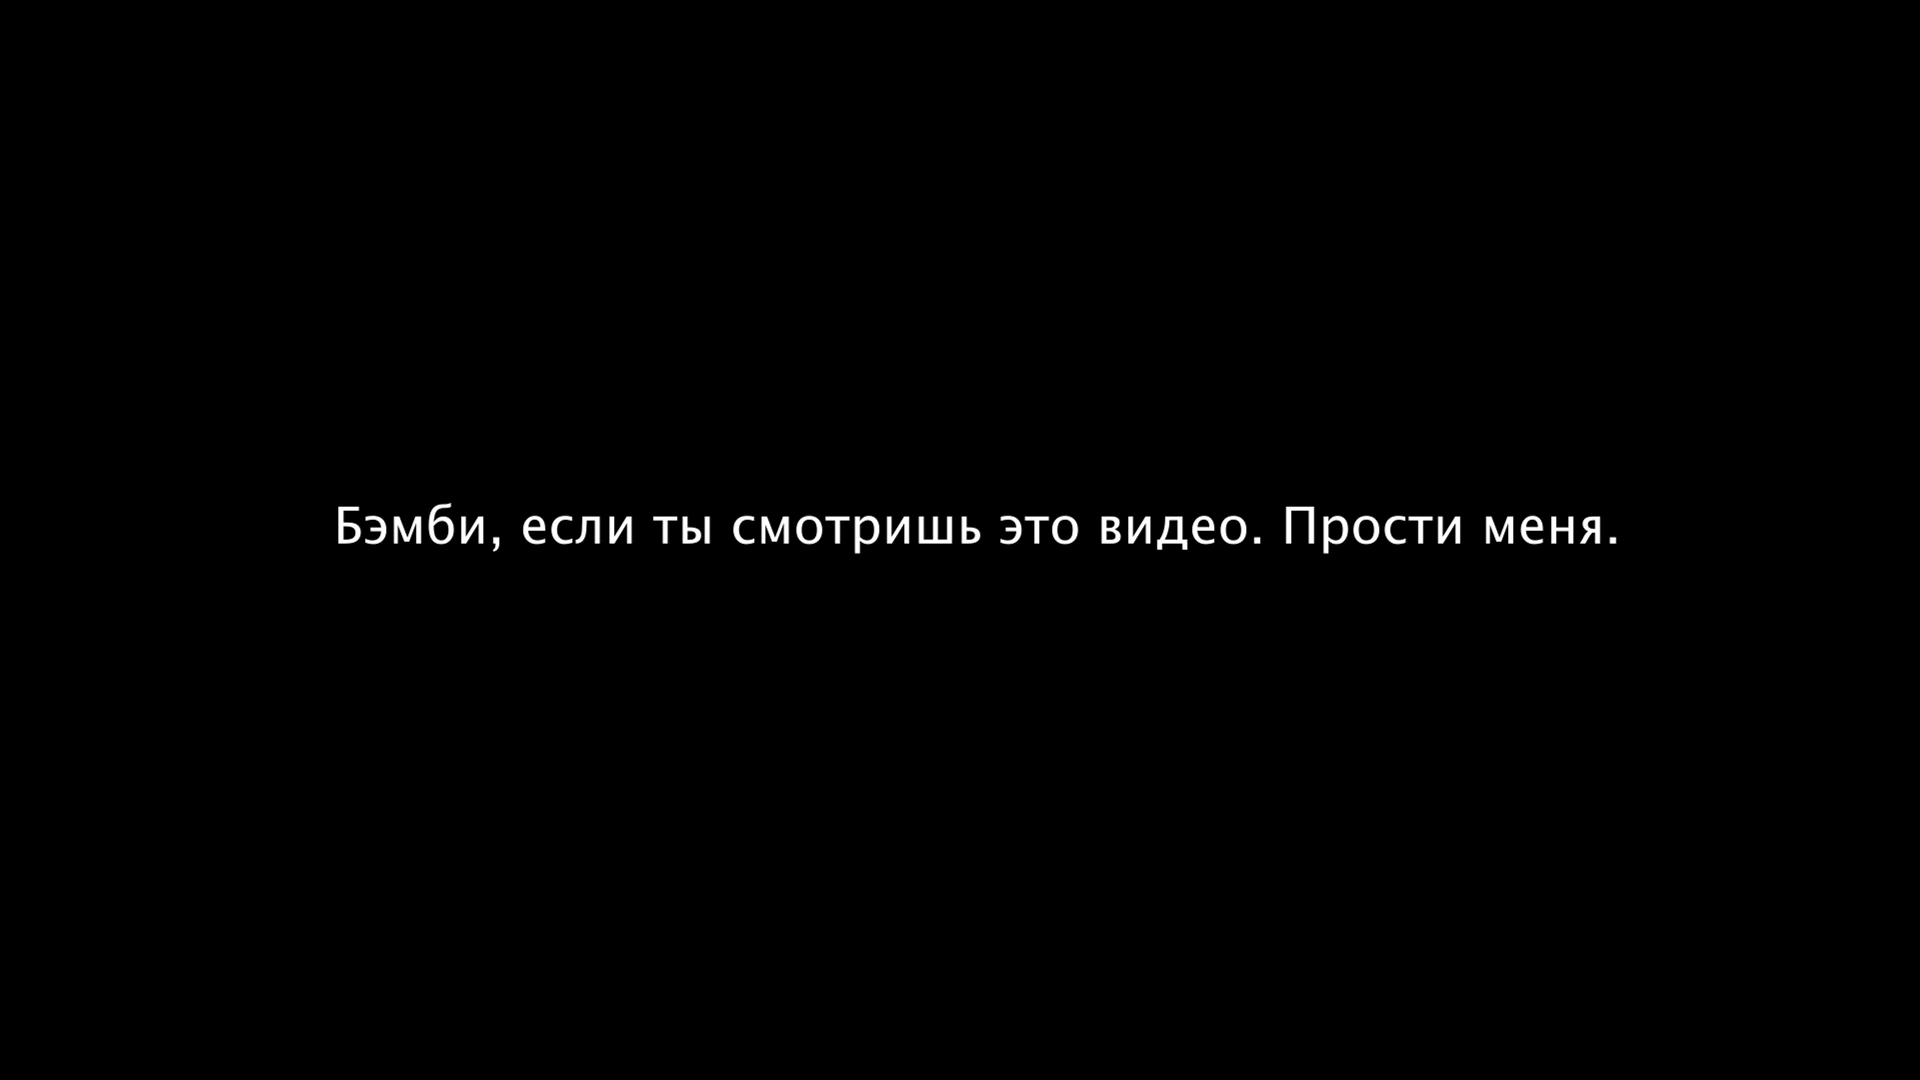 Бэмби, если ты смотришь это видео. Прости меня.